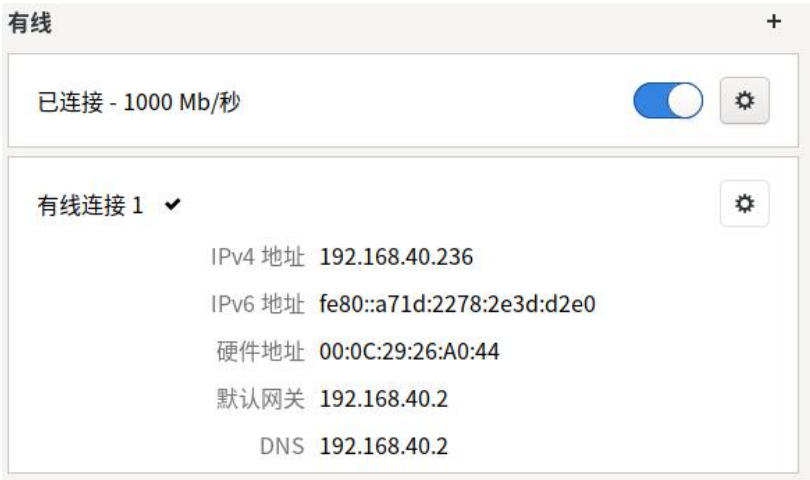 有线
已连接 - 1000 Mb/秒
有线连接 1
IPv4 地址 192.168.40.236
IPv6 地址 fe80::a71d:2278:2e3d:d2e0
硬件地址 00:0C:29:26:A0:44
默认网关 192.168.40.2
DNS 192.168.40.2